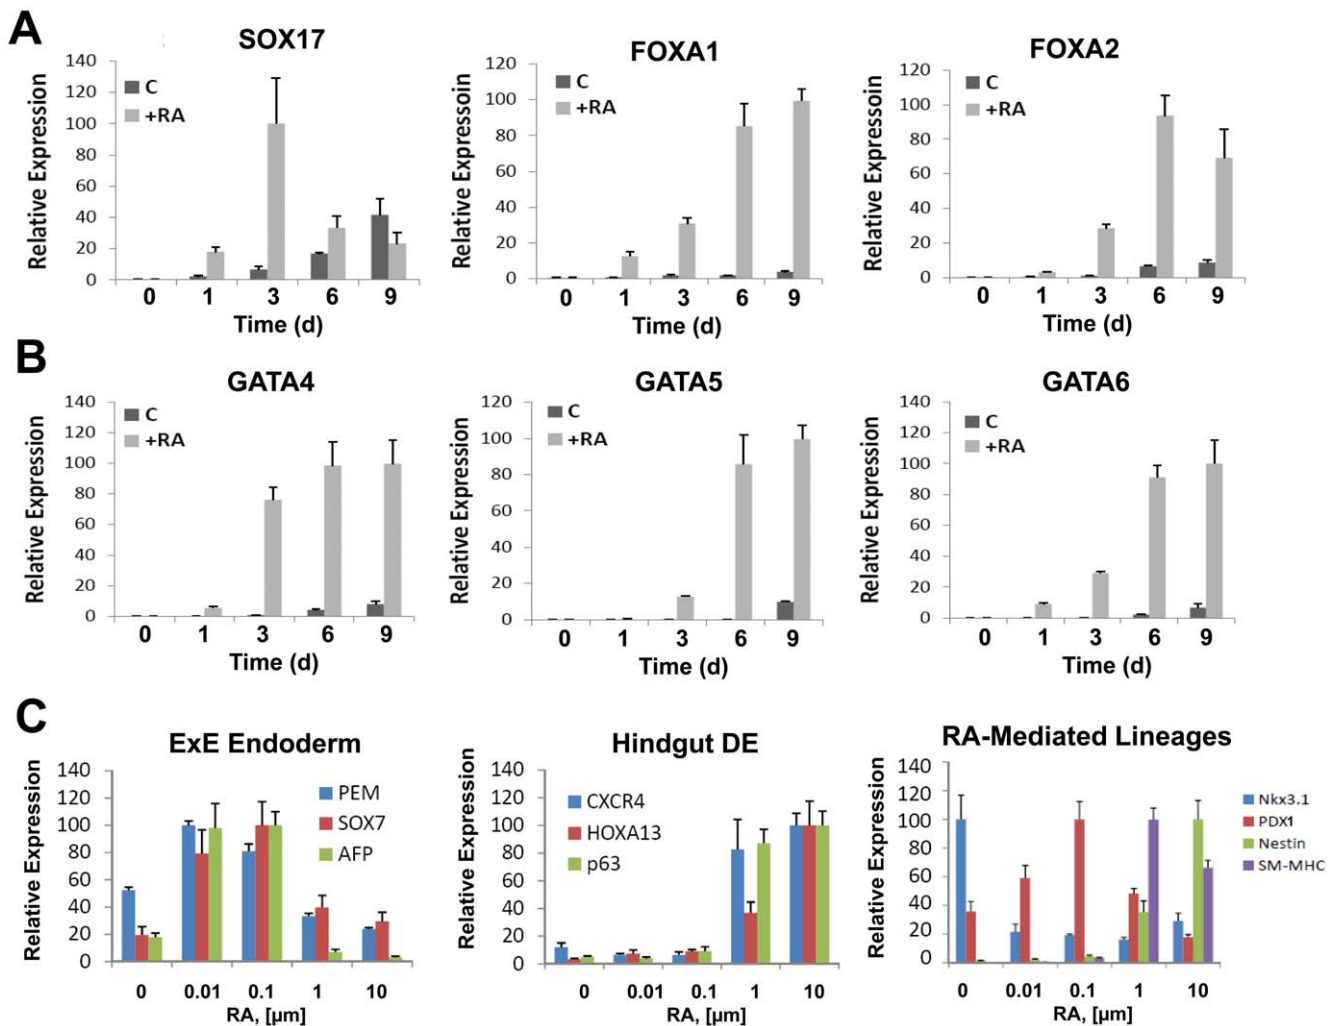 A
SOX17
Relative Expression
140
120
100
80
60
40
20
0
C
+RA
0 1 3 6 9
Time (d)
FOXA1
Relative Expressoin
120
100
80
60
40
20
0
C
+RA
0 1 3 6 9
Time (d)
FOXA2
Relative Expressoin
120
100
80
60
40
20
0
C
+RA
0 1 3 6 9
Time (d)
B
GATA4
Relative Expression
140
120
100
80
60
40
20
0
C
+RA
0 1 3 6 9
Time (d)
GATA5
Relative Expression
120
100
80
60
40
20
0
C
+RA
0 1 3 6 9
Time (d)
GATA6
Relative Expression
140
120
100
80
60
40
20
0
C
+RA
0 1 3 6 9
Time (d)
C
ExE Endoderm
Relative Expression
140
120
100
80
60
40
20
0
PEM
SOX7
AFP
0 0.01 0.1 1 10
RA, [µm]
Hindgut DE
Relative Expression
140
120
100
80
60
40
20
0
CXCR4
HOXA13
p63
0 0.01 0.1 1 10
RA, [µm]
RA-Mediated Lineages
Relative Expression
140
120
100
80
60
40
20
0
Nkx3.1
PDX1
Nestin
SM-MHC
0 0.01 0.1 1 10
RA, [µm]